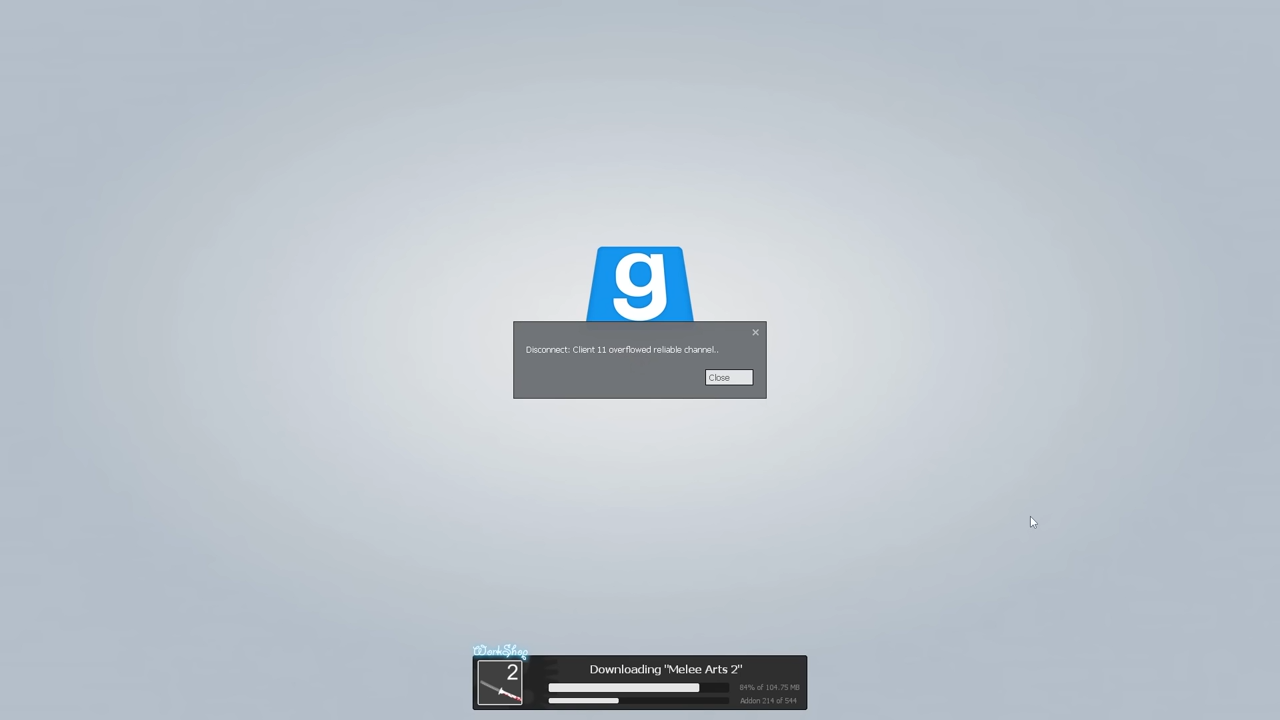 g
Disconnect: Client 11 overflowed reliable channel..
Close
WorkShop
2
Downloading "Melee Arts 2"
84% of 104.75 MB
Addon 214 of 544